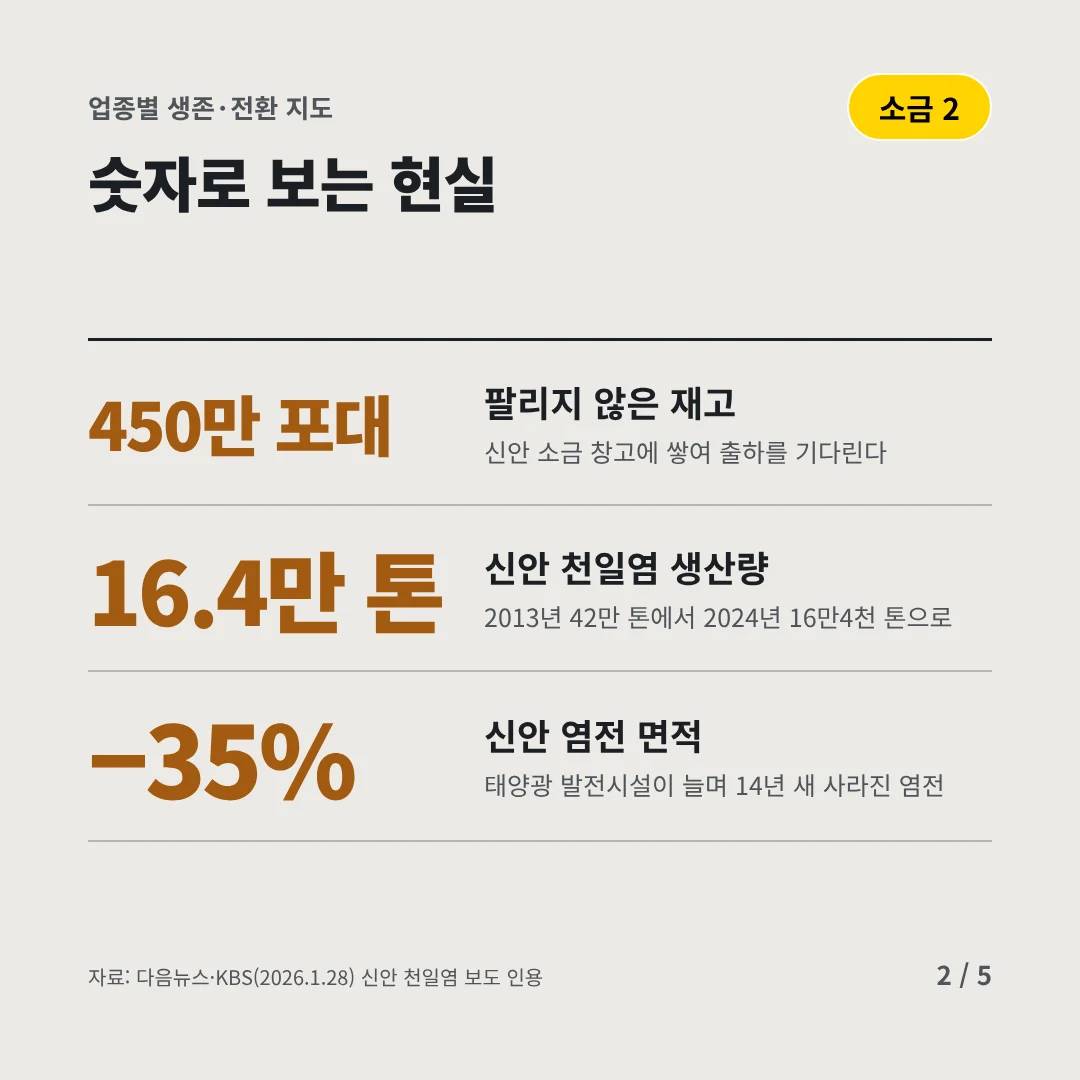 업종별 생존·전환 지도
소금 2
숫자로 보는 현실
450만 포대
팔리지 않은 재고
신안 소금 창고에 쌓여 출하를 기다린다
16.4만 톤
신안 천일염 생산량
2013년 42만 톤에서 2024년 16만4천 톤으로
–35%
신안 염전 면적
태양광 발전시설이 늘며 14년 새 사라진 염전
자료: 다음뉴스·KBS(2026.1.28) 신안 천일염 보도 인용
2 / 5